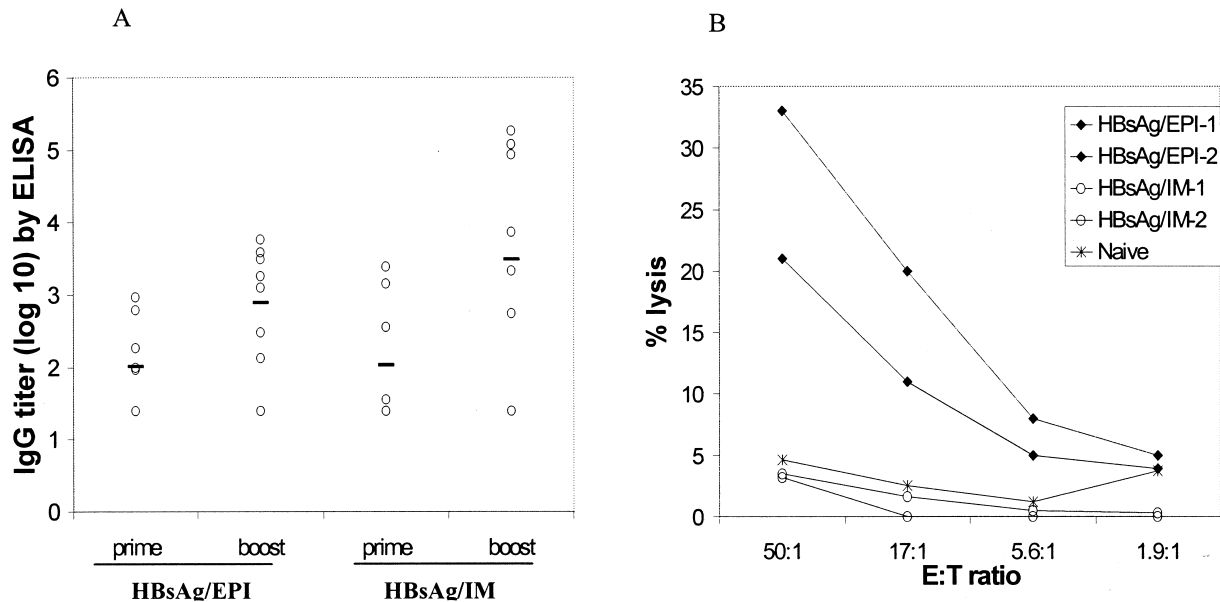 A
IgG titer (log 10) by ELISA
6
5
4
3
2
1
0
prime
boost
prime
boost
HBsAg/EPI
HBsAg/IM
B
% lysis
35
30
25
20
15
10
5
0
50:1
17:1
5.6:1
1.9:1
E:T ratio
HBsAg/EPI-1
HBsAg/EPI-2
HBsAg/IM-1
HBsAg/IM-2
Naive